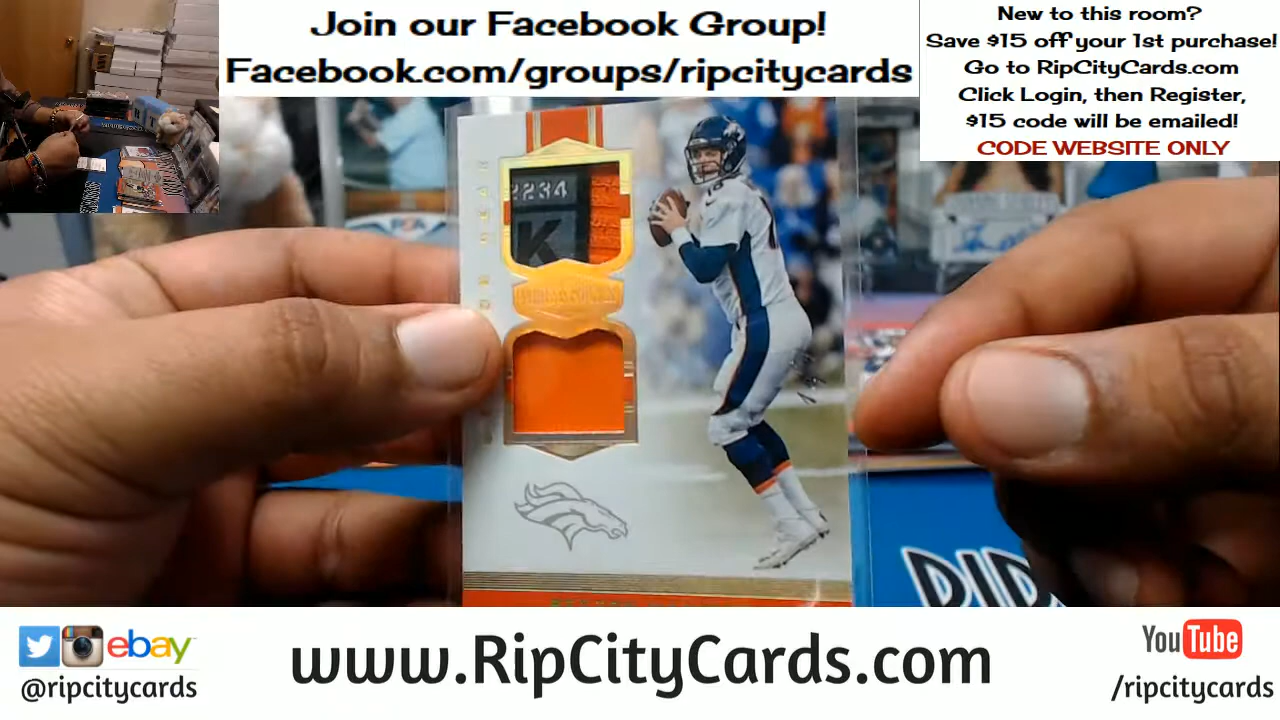 Join our Facebook Group!
Facebook.com/groups/ripcitycards
New to this room?
Save $15 off your 1st purchase!
Go to RipCityCards.com
Click Login, then Register,
$15 code will be emailed!
CODE WEBSITE ONLY
2234
K
18
RIP
ebay
@ripcitycards
www.RipCityCards.com
YouTube
/ripcitycards